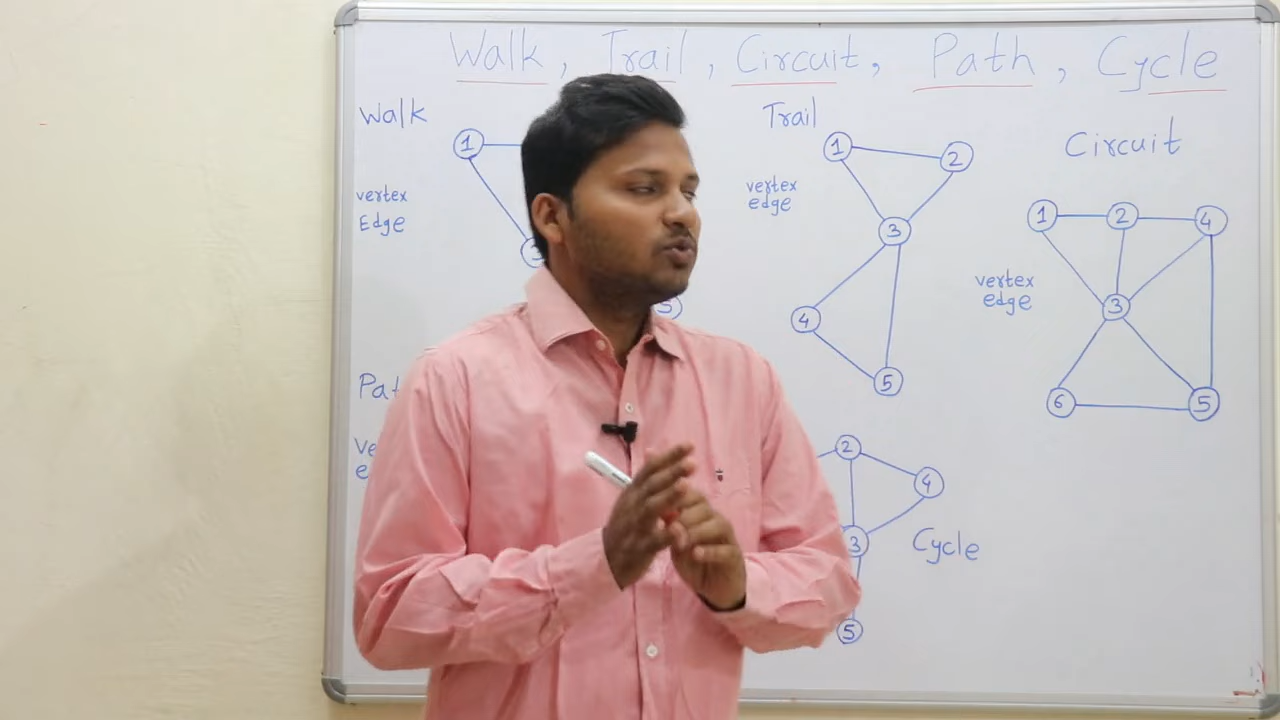 Walk, Trail, Circuit, Path, Cycle
Walk
1
vertex
Edge
Trail
1
2
vertex
edge
3
4
5
Circuit
1
2
4
vertex
edge
3
6
5
5
2
4
3
Cycle
5